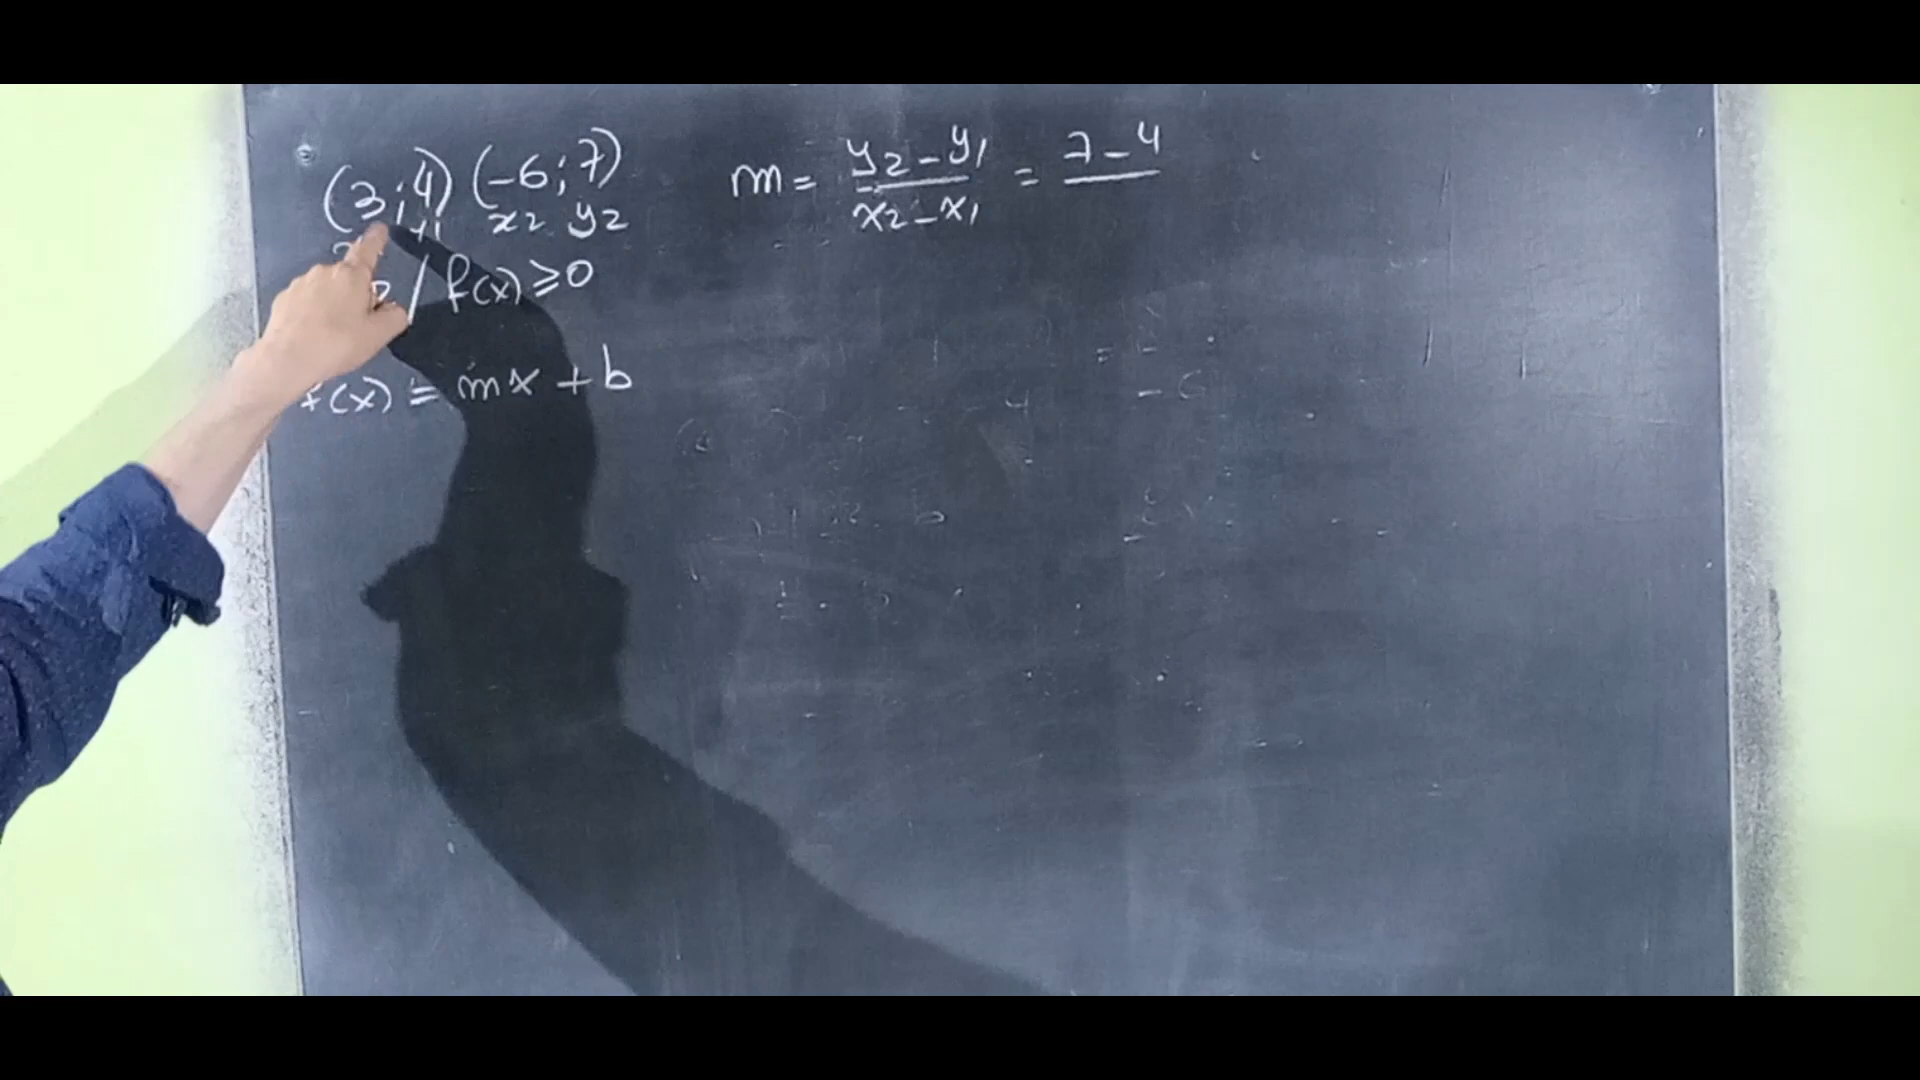 (3;4) (-6;7)
y1 x2 y2
/ f(x)≥0
f(x) = mx + b
m = y2-y1 / x2-x1 = 7-4